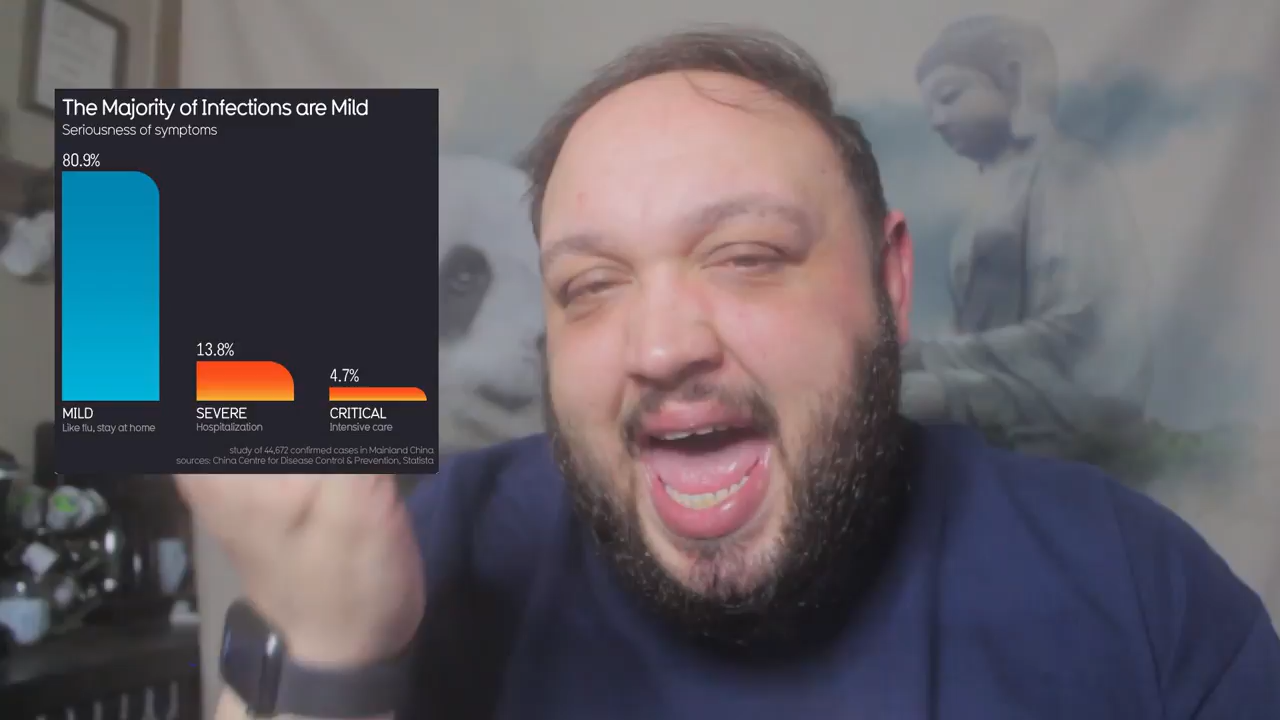 The Majority of Infections are Mild
Seriousness of symptoms
80.9%
13.8%
4.7%
MILD
Like flu, stay at home
SEVERE
Hospitalization
CRITICAL
Intensive care
study of 44,672 confirmed cases in Mainland China
sources: China Centre for Disease Control & Prevention, Statista